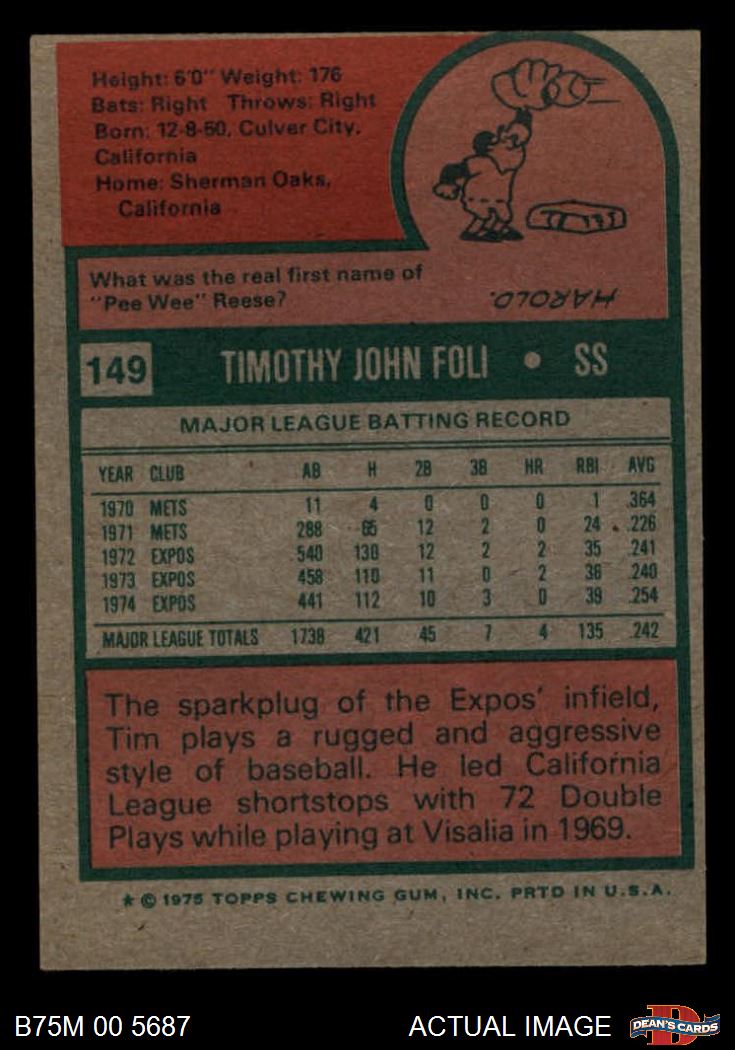 Height: 6'0" Weight: 176
Bats: Right Throws: Right
Born: 12-8-50, Culver City,
California
Home: Sherman Oaks,
California
What was the real first name of
"Pee Wee" Reese?
HAROLD.
149 TIMOTHY JOHN FOLI • SS
MAJOR LEAGUE BATTING RECORD
YEAR CLUB AB H 2B 3B HR RBI AVG
1970 METS 11 4 0 0 0 1 .364
1971 METS 288 65 12 2 0 24 .226
1972 EXPOS 540 130 12 2 2 35 .241
1973 EXPOS 458 110 11 0 2 36 .240
1974 EXPOS 441 112 10 3 0 39 .254
MAJOR LEAGUE TOTALS 1738 421 45 7 4 135 .242
The sparkplug of the Expos' infield,
Tim plays a rugged and aggressive
style of baseball. He led California
League shortstops with 72 Double
Plays while playing at Visalia in 1969.
★ © 1975 TOPPS CHEWING GUM, INC. PRTD IN U.S.A.
B75M 00 5687 ACTUAL IMAGE
DEAN'S CARDS